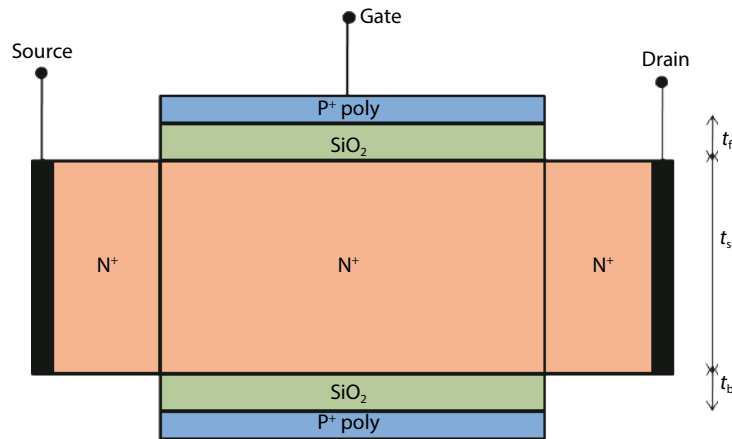 Gate
Source
Drain
P⁺ poly
SiO₂
t_f
N⁺ N⁺ N⁺
t_s
SiO₂
t_b
P⁺ poly